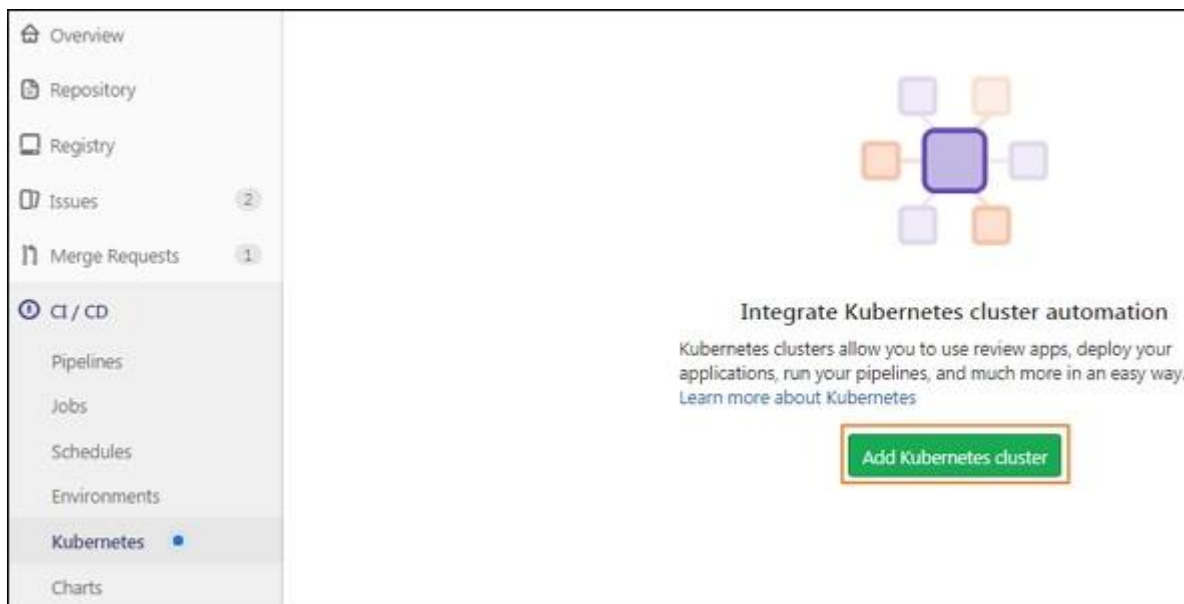 Overview
Repository
Registry
Issues 2
Merge Requests 1
CI / CD
Pipelines
Jobs
Schedules
Environments
Kubernetes
Charts
Integrate Kubernetes cluster automation
Kubernetes clusters allow you to use review apps, deploy your
applications, run your pipelines, and much more in an easy way.
Learn more about Kubernetes
Add Kubernetes cluster